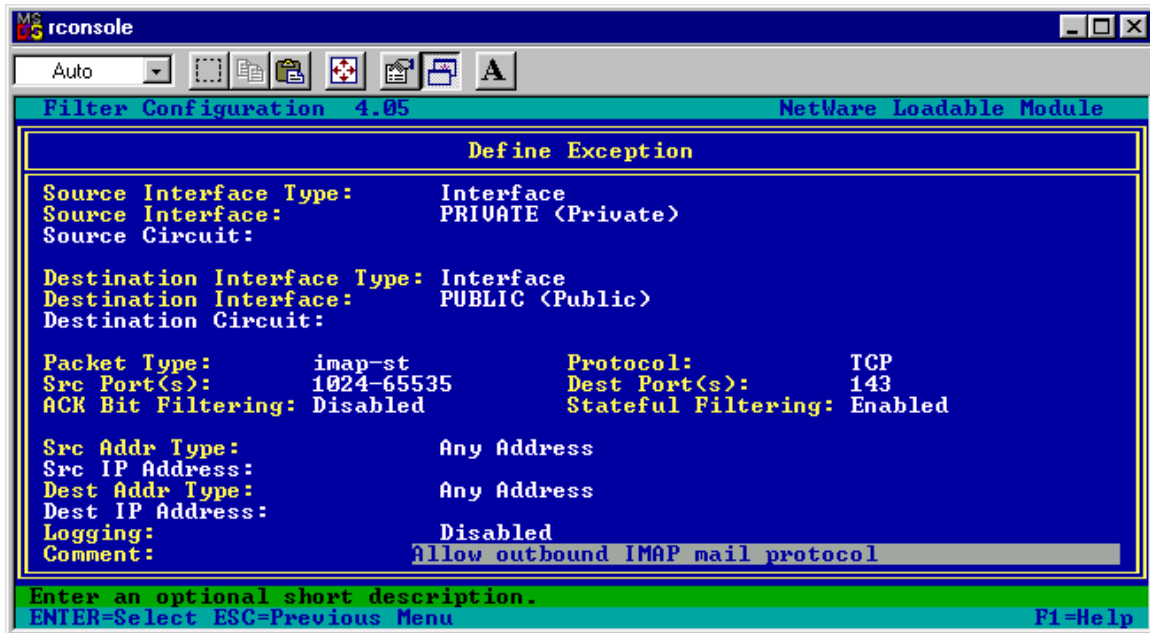 MS
rconsole
Auto
A
Filter Configuration 4.05 NetWare Loadable Module
Define Exception
Source Interface Type: Interface
Source Interface: PRIVATE (Private)
Source Circuit:
Destination Interface Type: Interface
Destination Interface: PUBLIC (Public)
Destination Circuit:
Packet Type: imap-st Protocol: TCP
Src Port(s): 1024-65535 Dest Port(s): 143
ACK Bit Filtering: Disabled Stateful Filtering: Enabled
Src Addr Type: Any Address
Src IP Address:
Dest Addr Type: Any Address
Dest IP Address:
Logging: Disabled
Comment: Allow outbound IMAP mail protocol
Enter an optional short description.
ENTER=Select ESC=Previous Menu F1=Help